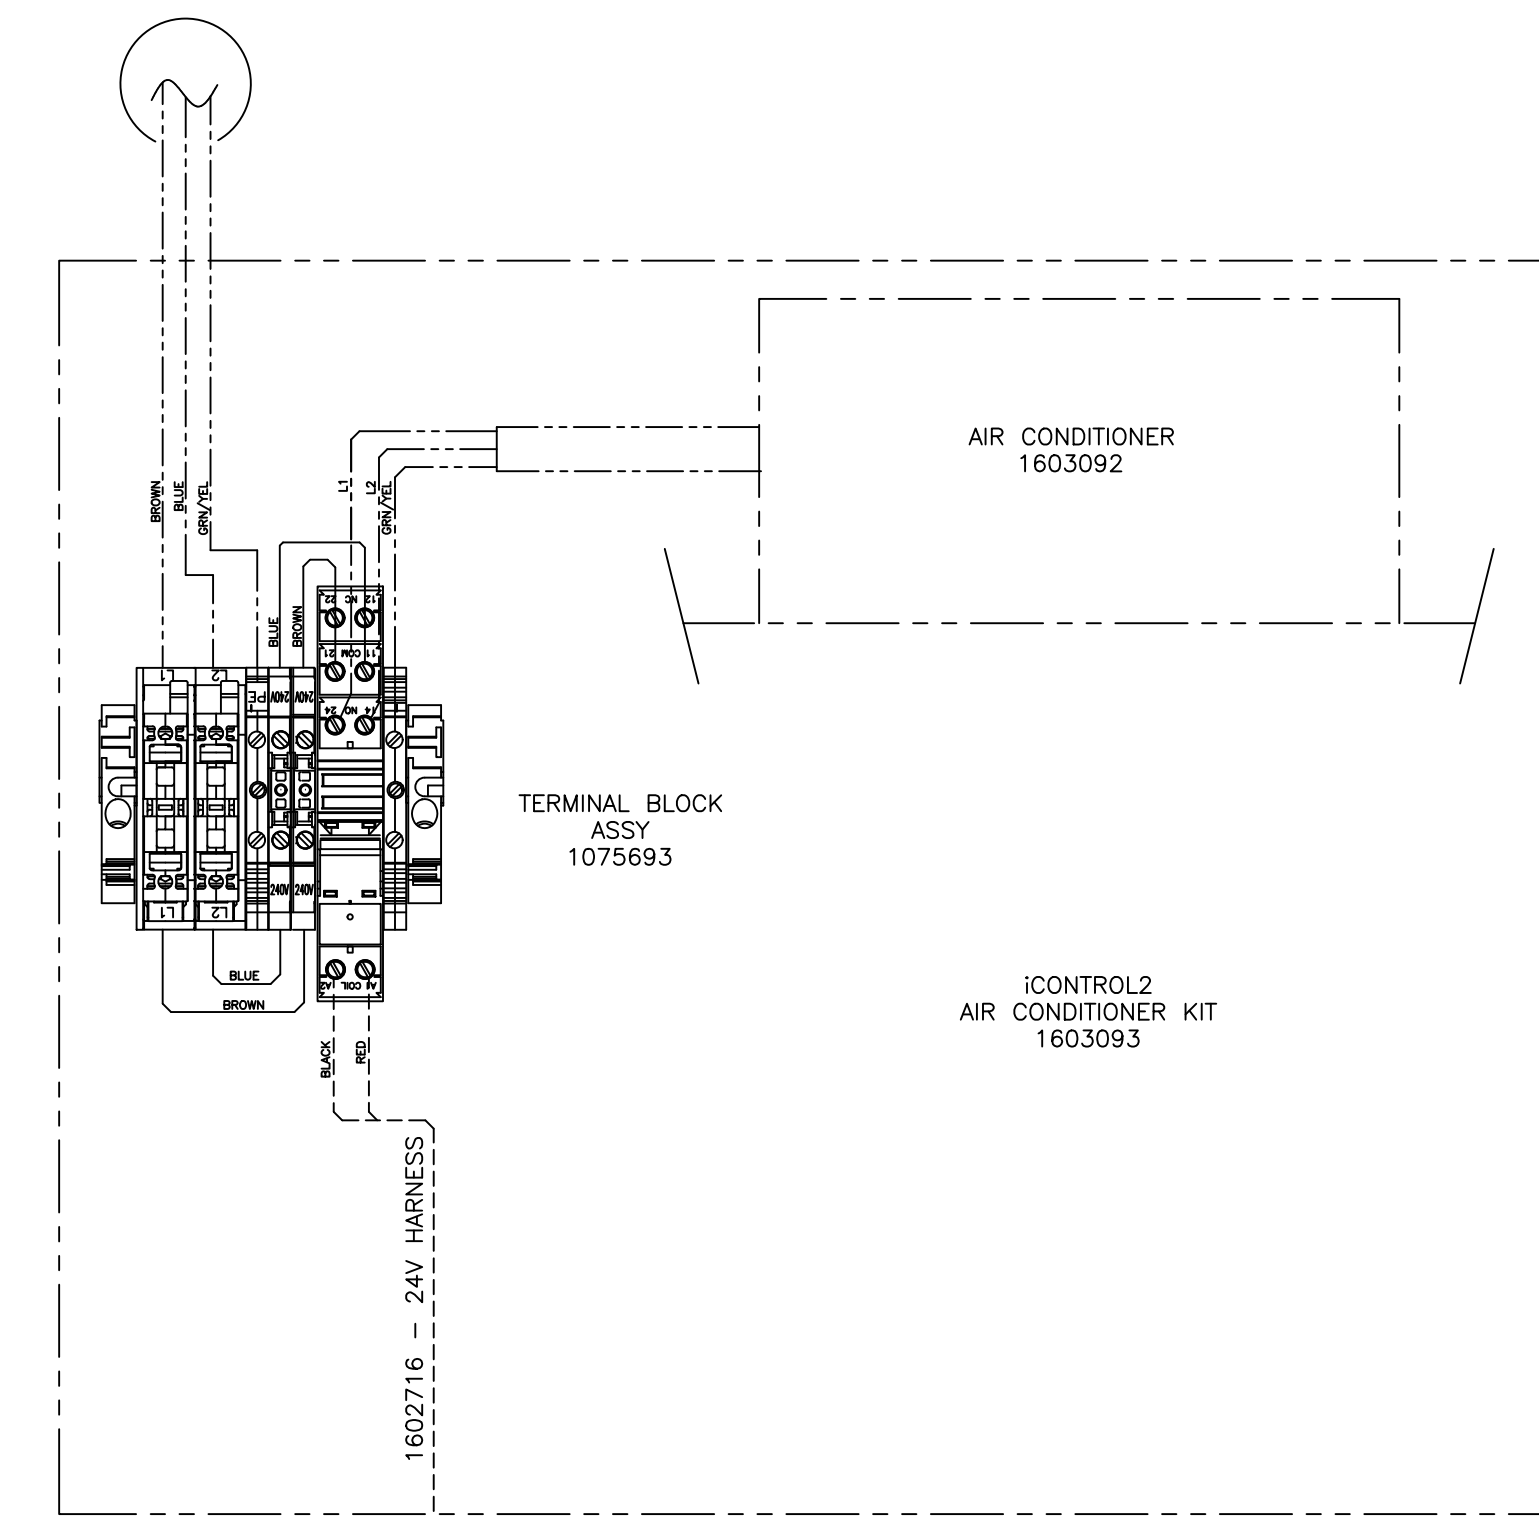 AIR CONDITIONER
1603092
BROWN
BLUE
GRN/YEL
L1
L2
GRN/YEL
BLUE
BROWN
22 NC 12
21 COM 11
24 NO 14
L1
L2
PE
240V
240V
TERMINAL BLOCK
ASSY
1075693
240V
240V
L1
L2
BLUE
BROWN
A2 COIL A1
BLACK
RED
iCONTROL2
AIR CONDITIONER KIT
1603093
1602716 - 24V HARNESS